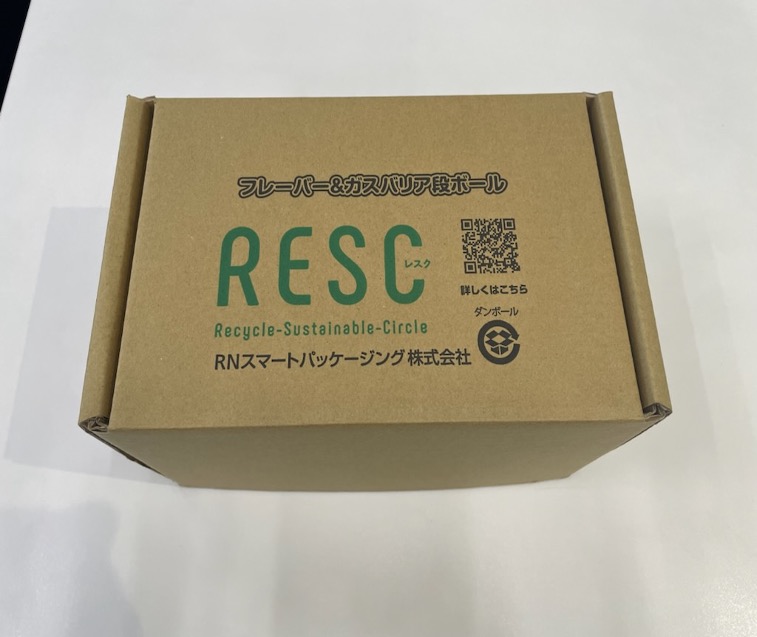 フレーバー&ガスバリア段ボール
RESC
レスク
Recycle-Sustainable-Circle
詳しくはこちら
ダンボール
RNスマートパッケージング株式会社